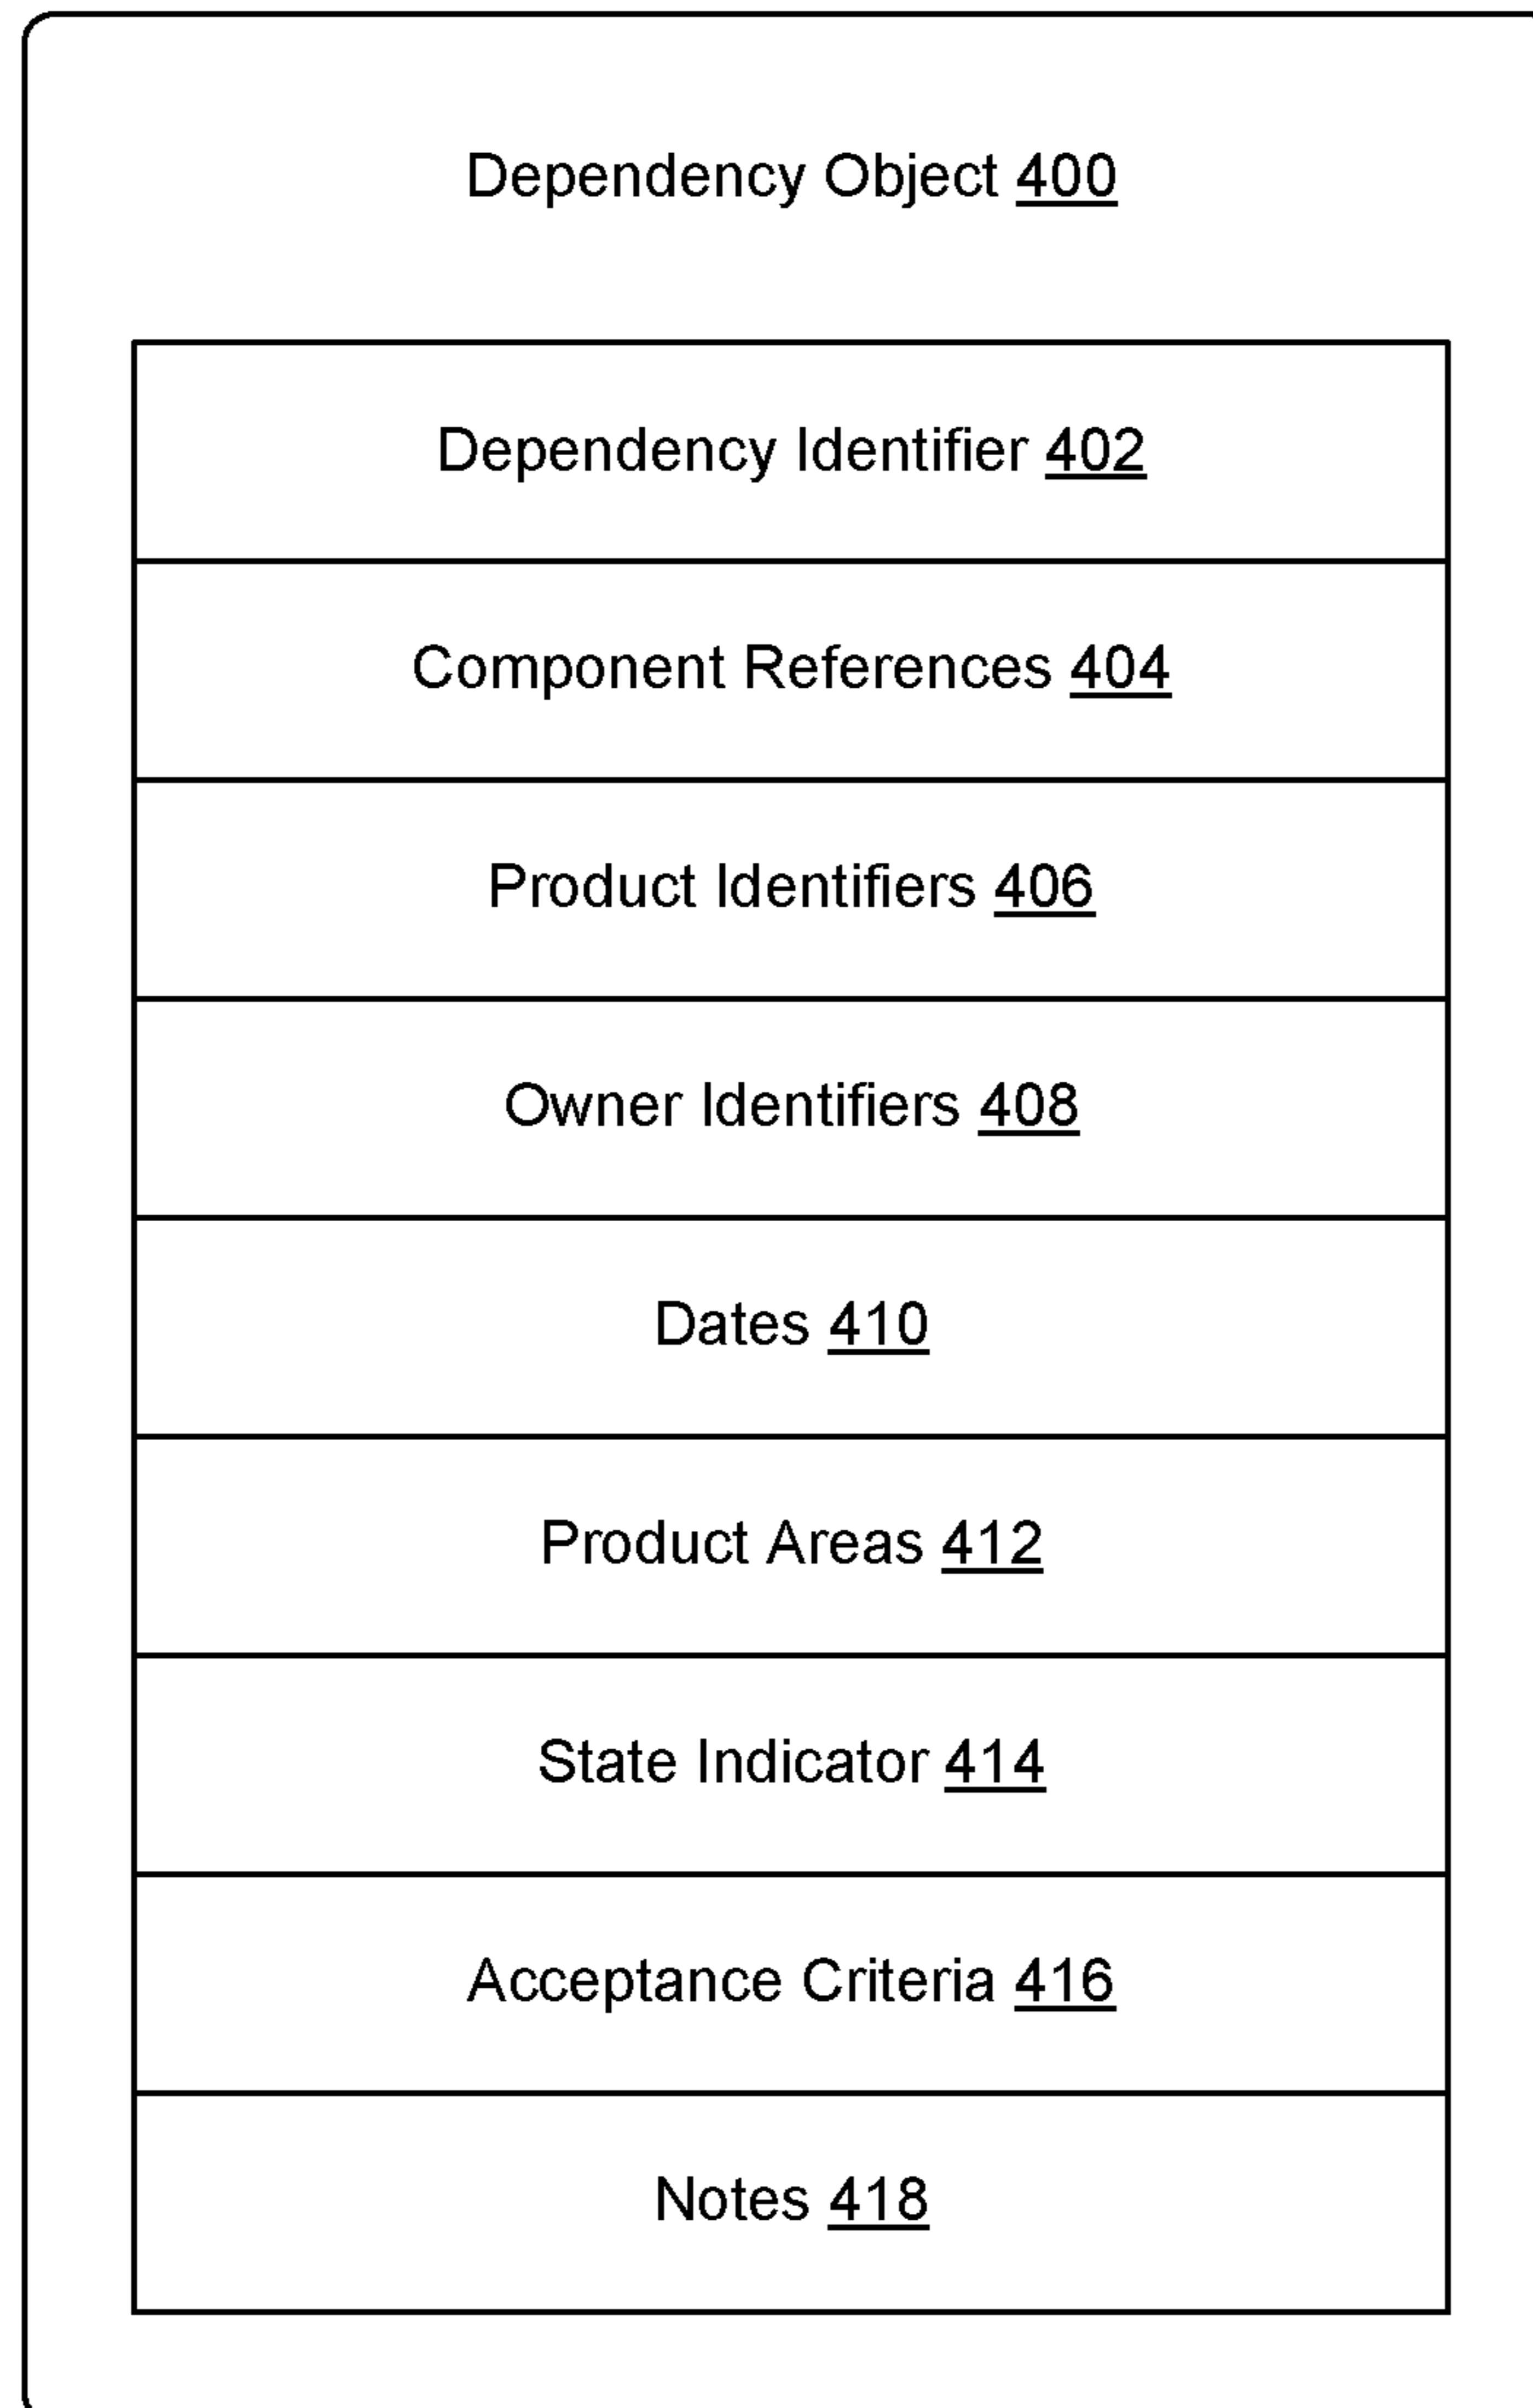 Dependency Object 400
Dependency Identifier 402
Component References 404
Product Identifiers 406
Owner Identifiers 408
Dates 410
Product Areas 412
State Indicator 414
Acceptance Criteria 416
Notes 418